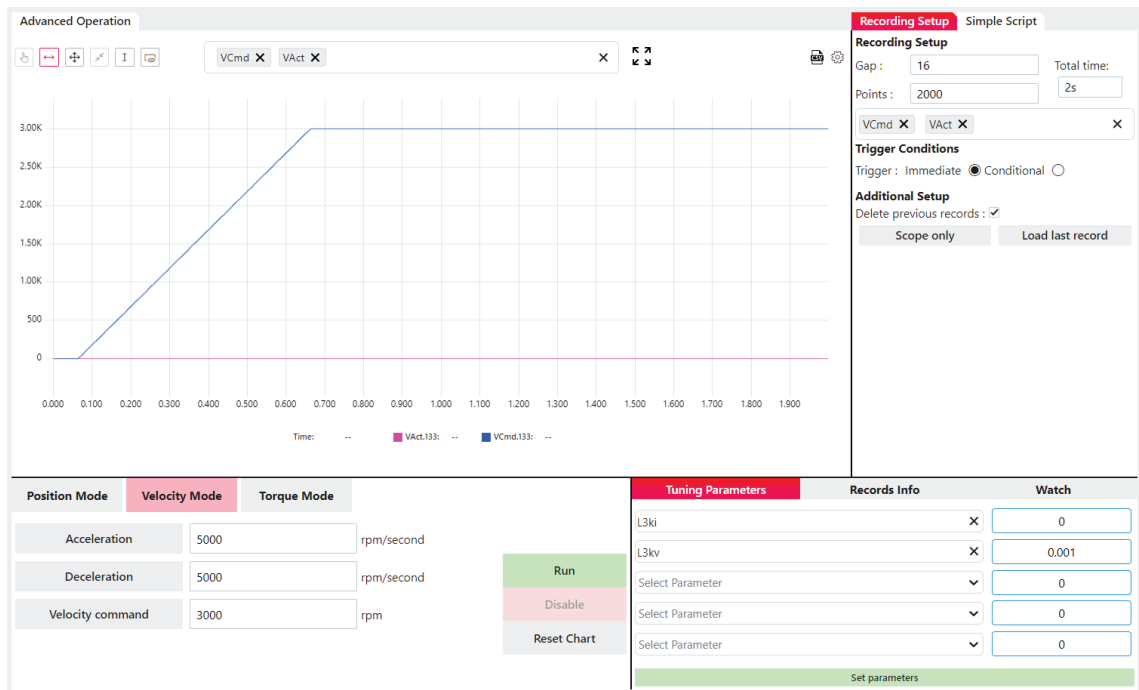 Advanced Operation
VCmd VAct
CSV
3.00K
2.50K
2.00K
1.50K
1.00K
500
0
0.000 0.100 0.200 0.300 0.400 0.500 0.600 0.700 0.800 0.900 1.000 1.100 1.200 1.300 1.400 1.500 1.600 1.700 1.800 1.900
Time: -- VAct.133: -- VCmd.133: --
Recording Setup Simple Script
Recording Setup
Gap : 16 Total time:
Points : 2000 2s
VCmd VAct
Trigger Conditions
Trigger : Immediate Conditional
Additional Setup
Delete previous records :
Scope only Load last record
Position Mode Velocity Mode Torque Mode
Acceleration 5000 rpm/second
Deceleration 5000 rpm/second
Velocity command 3000 rpm
Run
Disable
Reset Chart
Tuning Parameters Records Info Watch
L3ki 0
L3kv 0.001
Select Parameter 0
Select Parameter 0
Select Parameter 0
Set parameters